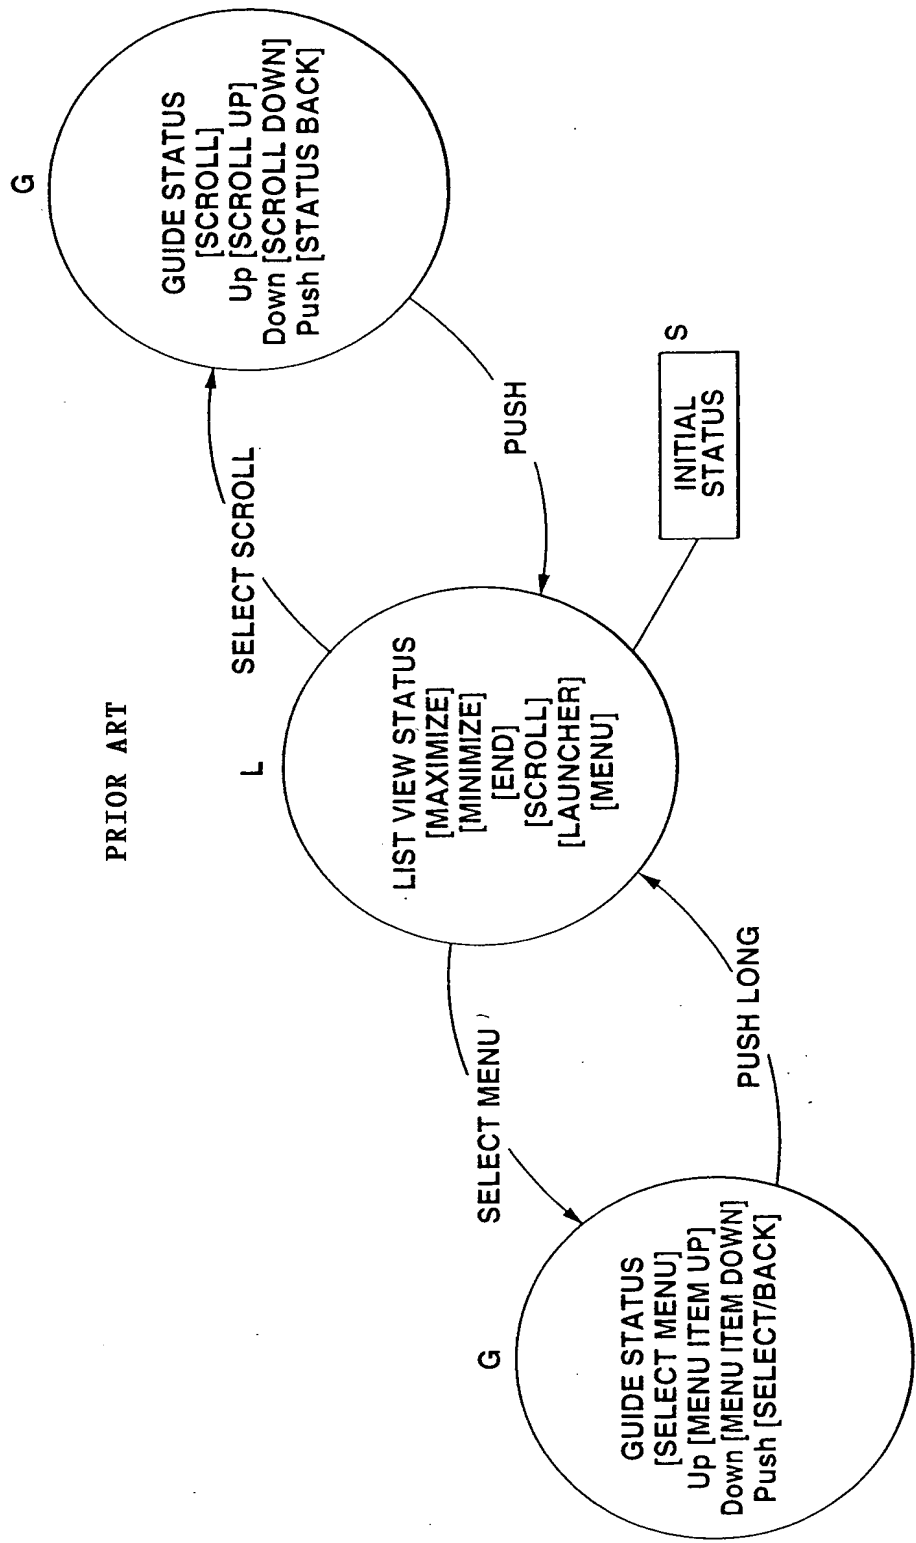 PRIOR ART
G
GUIDE STATUS
[SELECT MENU]
Up [MENU ITEM UP]
Down [MENU ITEM DOWN]
Push [SELECT/BACK]
SELECT MENU
PUSH LONG
L
LIST VIEW STATUS
[MAXIMIZE]
[MINIMIZE]
[END]
[SCROLL]
[LAUNCHER]
[MENU]
SELECT SCROLL
PUSH
INITIAL
STATUS
S
G
GUIDE STATUS
[SCROLL]
Up [SCROLL UP]
Down [SCROLL DOWN]
Push [STATUS BACK]